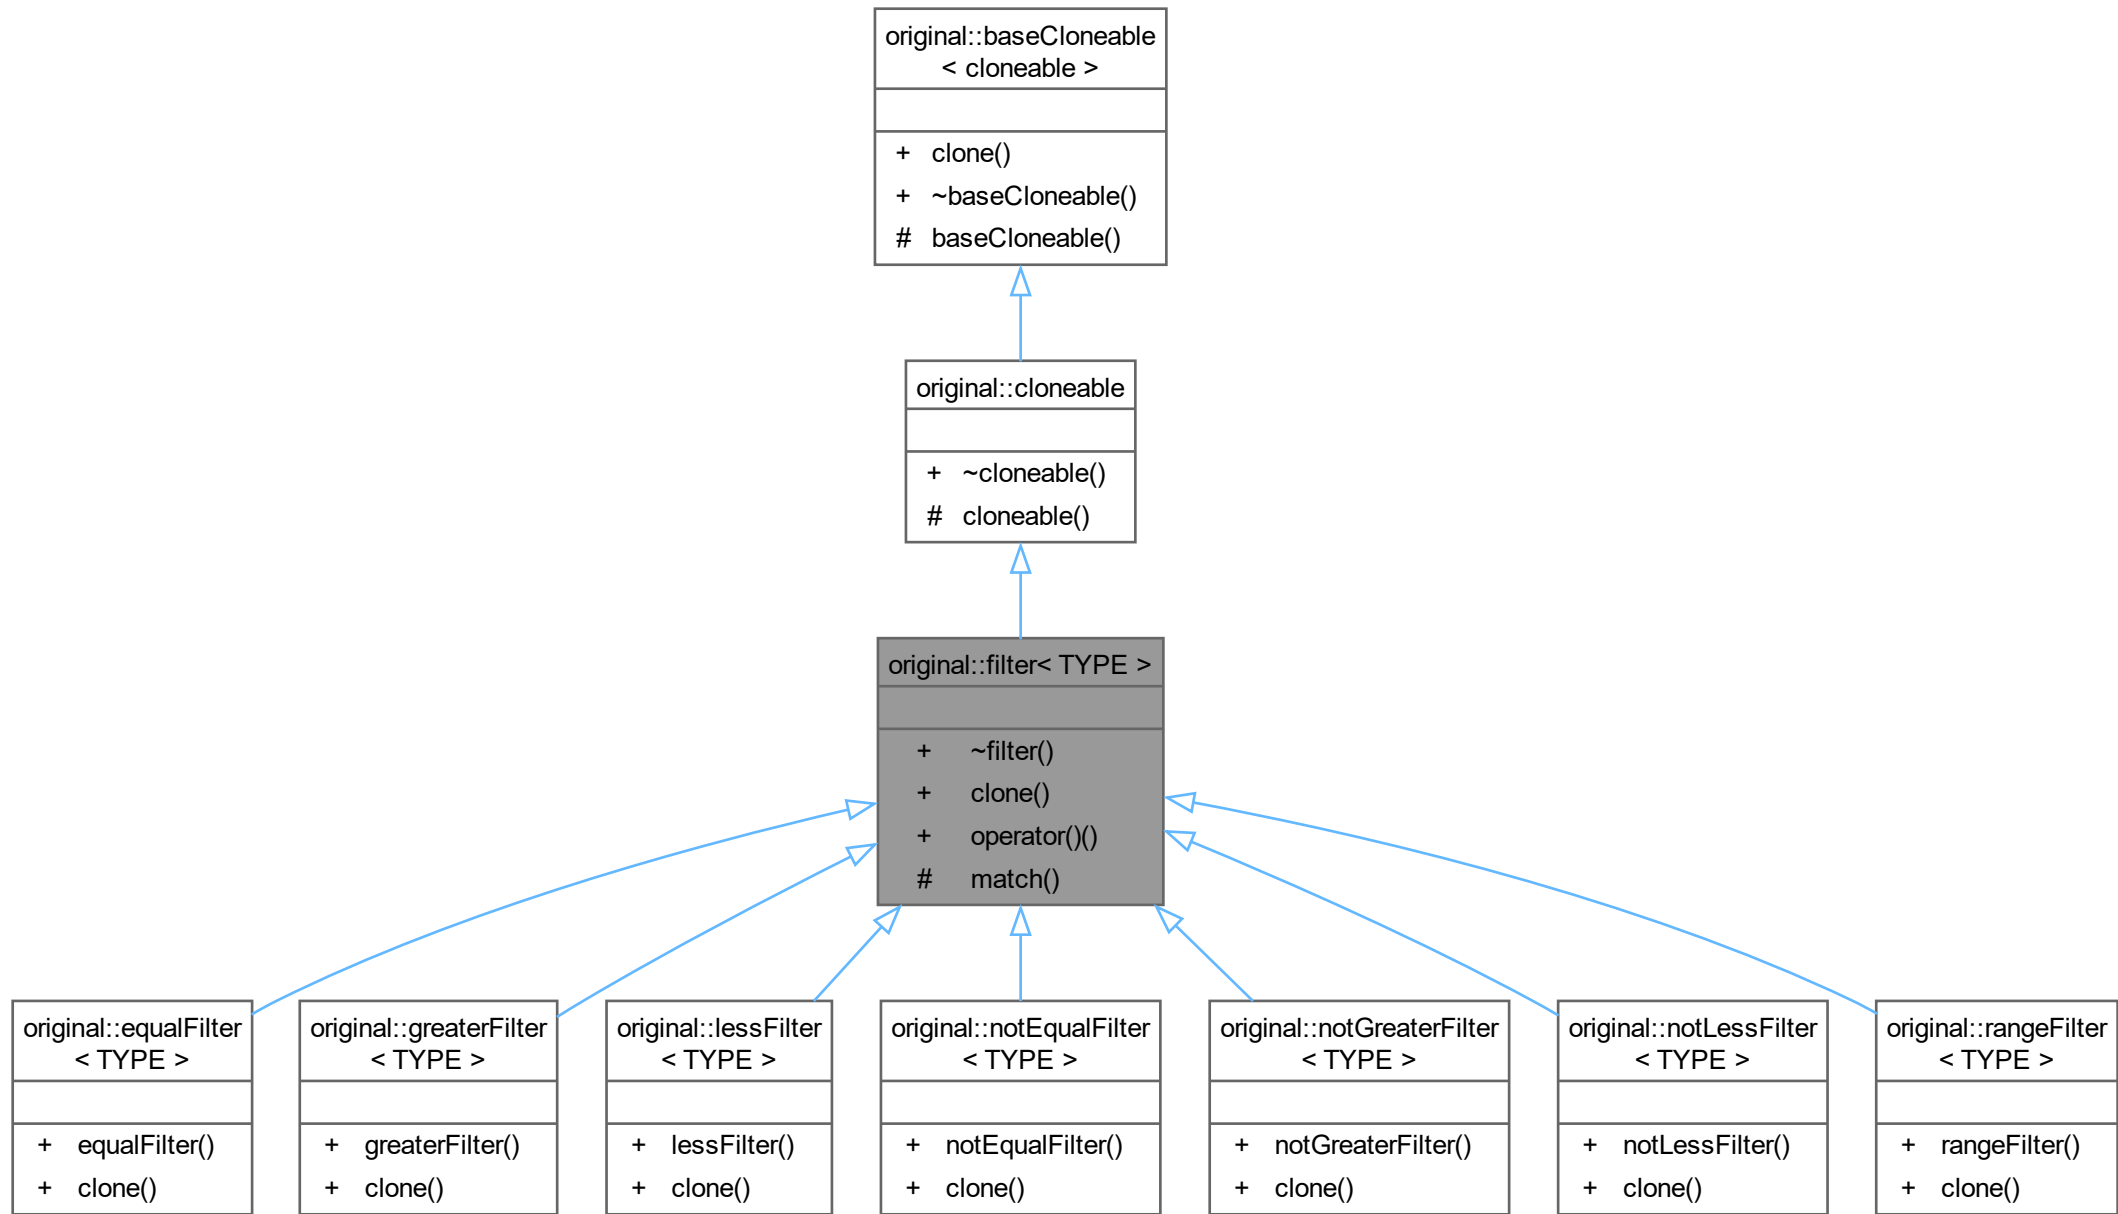 original::baseCloneable
< cloneable >
+ clone()
+ ~baseCloneable()
# baseCloneable()
original::cloneable
+ ~cloneable()
# cloneable()
original::filter< TYPE >
+ ~filter()
+ clone()
+ operator()()
# match()
original::equalFilter
< TYPE >
+ equalFilter()
+ clone()
original::greaterFilter
< TYPE >
+ greaterFilter()
+ clone()
original::lessFilter
< TYPE >
+ lessFilter()
+ clone()
original::notEqualFilter
< TYPE >
+ notEqualFilter()
+ clone()
original::notGreaterFilter
< TYPE >
+ notGreaterFilter()
+ clone()
original::notLessFilter
< TYPE >
+ notLessFilter()
+ clone()
original::rangeFilter
< TYPE >
+ rangeFilter()
+ clone()